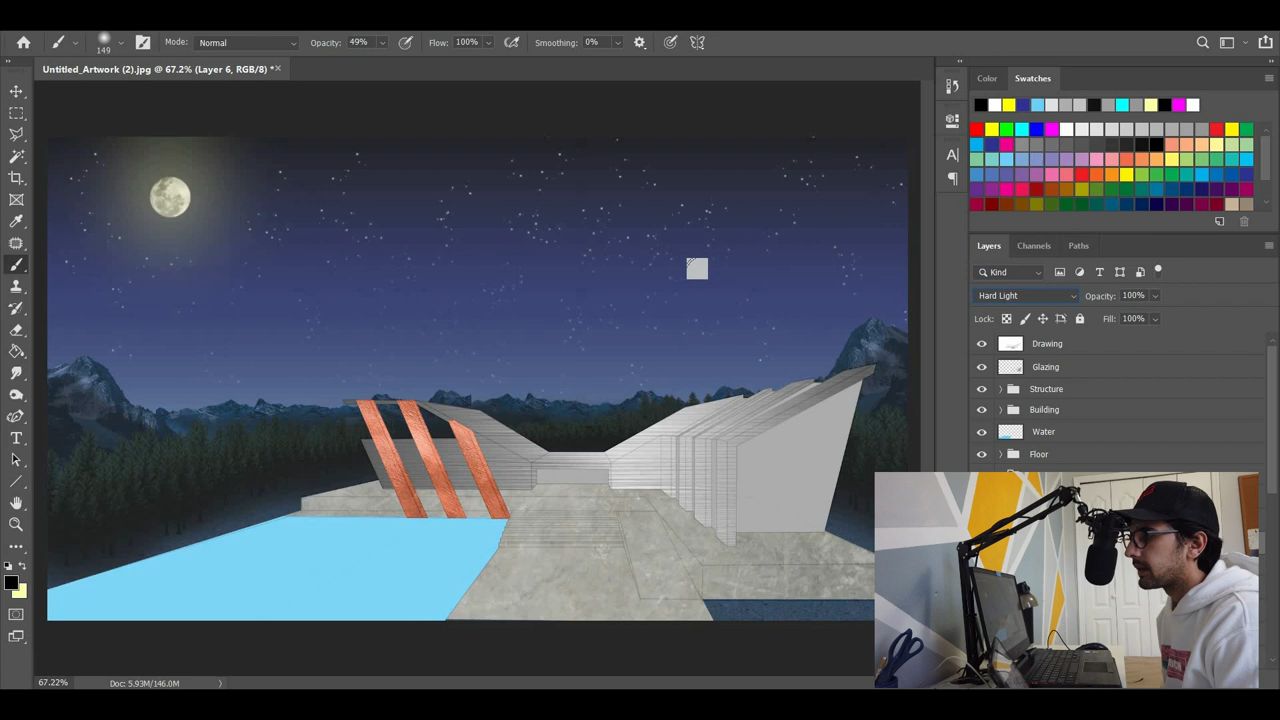 149
Mode: Normal
Opacity: 49%
Flow: 100%
Smoothing: 0%
Untitled_Artwork (2).jpg @ 67.2% (Layer 6, RGB/8) *
Color
Swatches
Layers
Channels
Paths
Kind
Hard Light
Opacity: 100%
Lock:
Fill: 100%
Drawing
Glazing
Structure
Building
Water
Floor
67.22%
Doc: 5.93M/146.0M